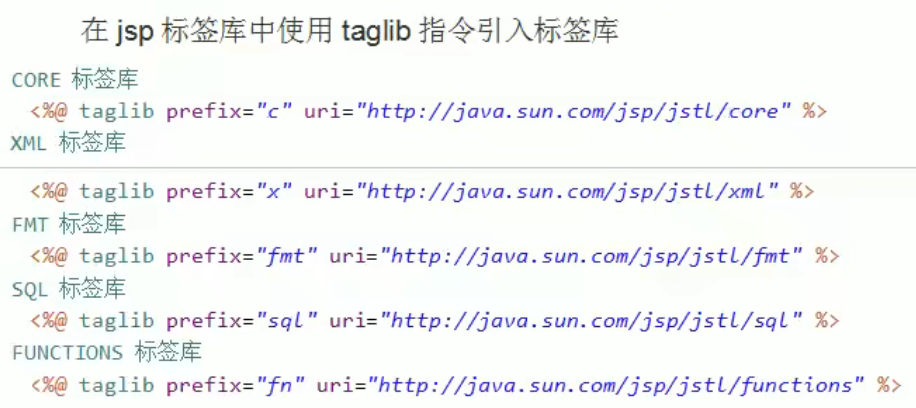 在 jsp 标签库中使用 taglib 指令引入标签库
CORE 标签库
<%@ taglib prefix="c" uri="http://java.sun.com/jsp/jstl/core" %>
XML 标签库
<%@ taglib prefix="x" uri="http://java.sun.com/jsp/jstl/xml" %>
FMT 标签库
<%@ taglib prefix="fmt" uri="http://java.sun.com/jsp/jstl/fmt" %>
SQL 标签库
<%@ taglib prefix="sql" uri="http://java.sun.com/jsp/jstl/sql" %>
FUNCTIONS 标签库
<%@ taglib prefix="fn" uri="http://java.sun.com/jsp/jstl/functions" %>